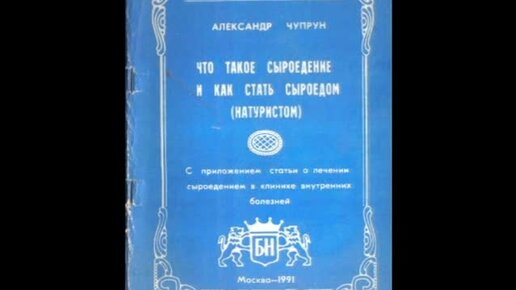 АЛЕКСАНДР ЧУПРУН
ЧТО ТАКОЕ СЫРОЕДЕНИЕ
И КАК СТАТЬ СЫРОЕДОМ
(НАТУРИСТОМ)
С приложением статьи о лечении
сыроедением в клинике внутренних
болезней
БН
Москва—1991